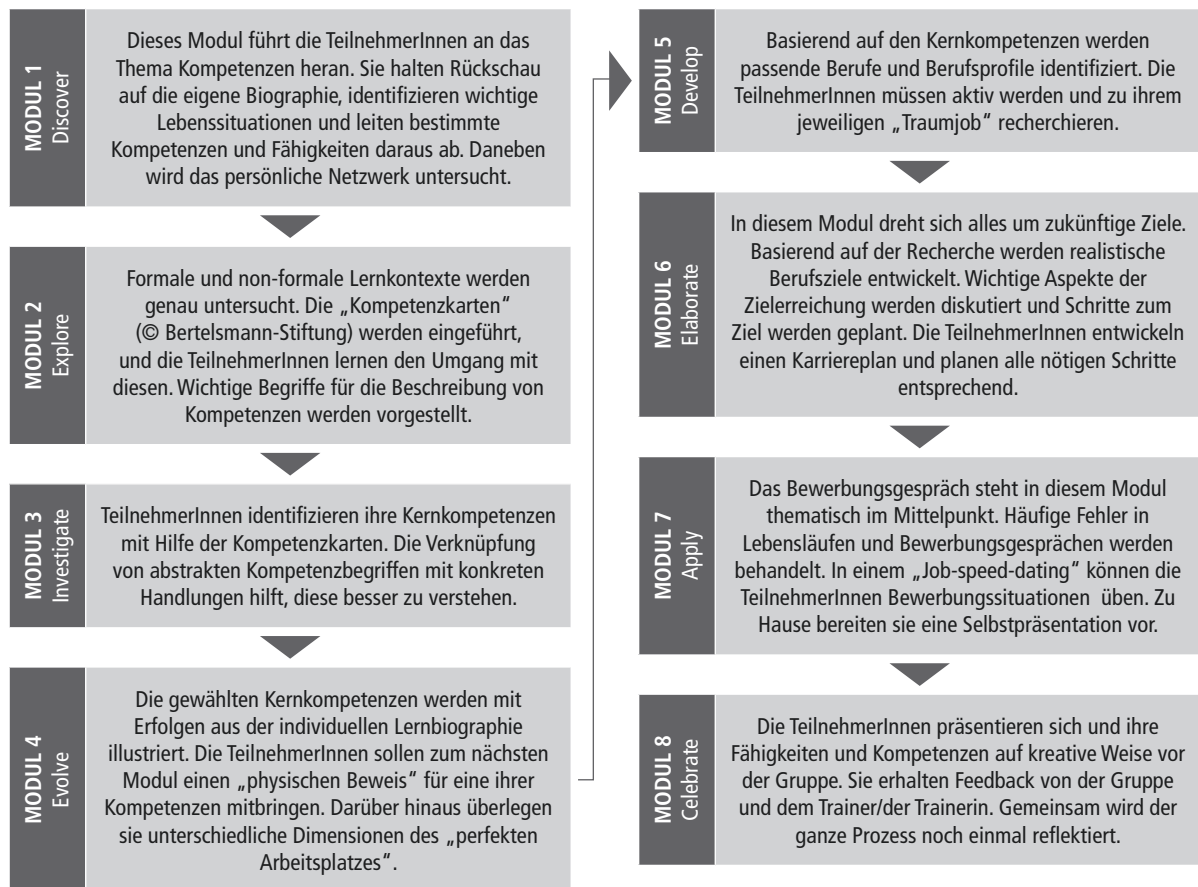 MODUL 1
Discover
Dieses Modul führt die TeilnehmerInnen an das
Thema Kompetenzen heran. Sie halten Rückschau
auf die eigene Biographie, identifizieren wichtige
Lebenssituationen und leiten bestimmte
Kompetenzen und Fähigkeiten daraus ab. Daneben
wird das persönliche Netzwerk untersucht.
MODUL 2
Explore
Formale und non-formale Lernkontexte werden
genau untersucht. Die „Kompetenzkarten"
(© Bertelsmann-Stiftung) werden eingeführt,
und die TeilnehmerInnen lernen den Umgang mit
diesen. Wichtige Begriffe für die Beschreibung von
Kompetenzen werden vorgestellt.
MODUL 3
Investigate
TeilnehmerInnen identifizieren ihre Kernkompetenzen
mit Hilfe der Kompetenzkarten. Die Verknüpfung
von abstrakten Kompetenzbegriffen mit konkreten
Handlungen hilft, diese besser zu verstehen.
MODUL 4
Evolve
Die gewählten Kernkompetenzen werden mit
Erfolgen aus der individuellen Lernbiographie
illustriert. Die TeilnehmerInnen sollen zum nächsten
Modul einen „physischen Beweis" für eine ihrer
Kompetenzen mitbringen. Darüber hinaus überlegen
sie unterschiedliche Dimensionen des „perfekten
Arbeitsplatzes".
MODUL 5
Develop
Basierend auf den Kernkompetenzen werden
passende Berufe und Berufsprofile identifiziert. Die
TeilnehmerInnen müssen aktiv werden und zu ihrem
jeweiligen „Traumjob" recherchieren.
MODUL 6
Elaborate
In diesem Modul dreht sich alles um zukünftige Ziele.
Basierend auf der Recherche werden realistische
Berufsziele entwickelt. Wichtige Aspekte der
Zielerreichung werden diskutiert und Schritte zum
Ziel werden geplant. Die TeilnehmerInnen entwickeln
einen Karriereplan und planen alle nötigen Schritte
entsprechend.
MODUL 7
Apply
Das Bewerbungsgespräch steht in diesem Modul
thematisch im Mittelpunkt. Häufige Fehler in
Lebensläufen und Bewerbungsgesprächen werden
behandelt. In einem „Job-speed-dating" können die
TeilnehmerInnen Bewerbungssituationen üben. Zu
Hause bereiten sie eine Selbstpräsentation vor.
MODUL 8
Celebrate
Die TeilnehmerInnen präsentieren sich und ihre
Fähigkeiten und Kompetenzen auf kreative Weise vor
der Gruppe. Sie erhalten Feedback von der Gruppe
und dem Trainer/der Trainerin. Gemeinsam wird der
ganze Prozess noch einmal reflektiert.